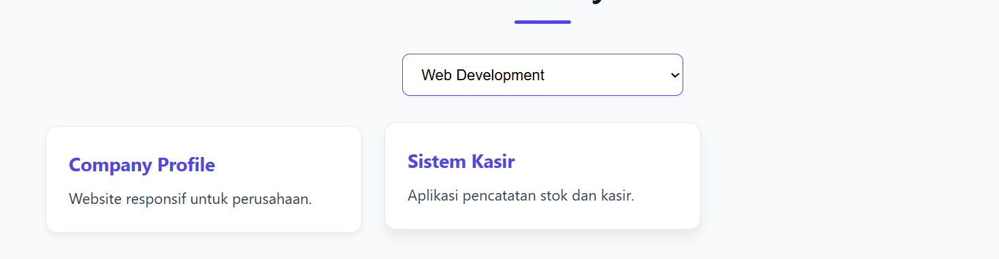 Web Development
Company Profile
Website responsif untuk perusahaan.
Sistem Kasir
Aplikasi pencatatan stok dan kasir.